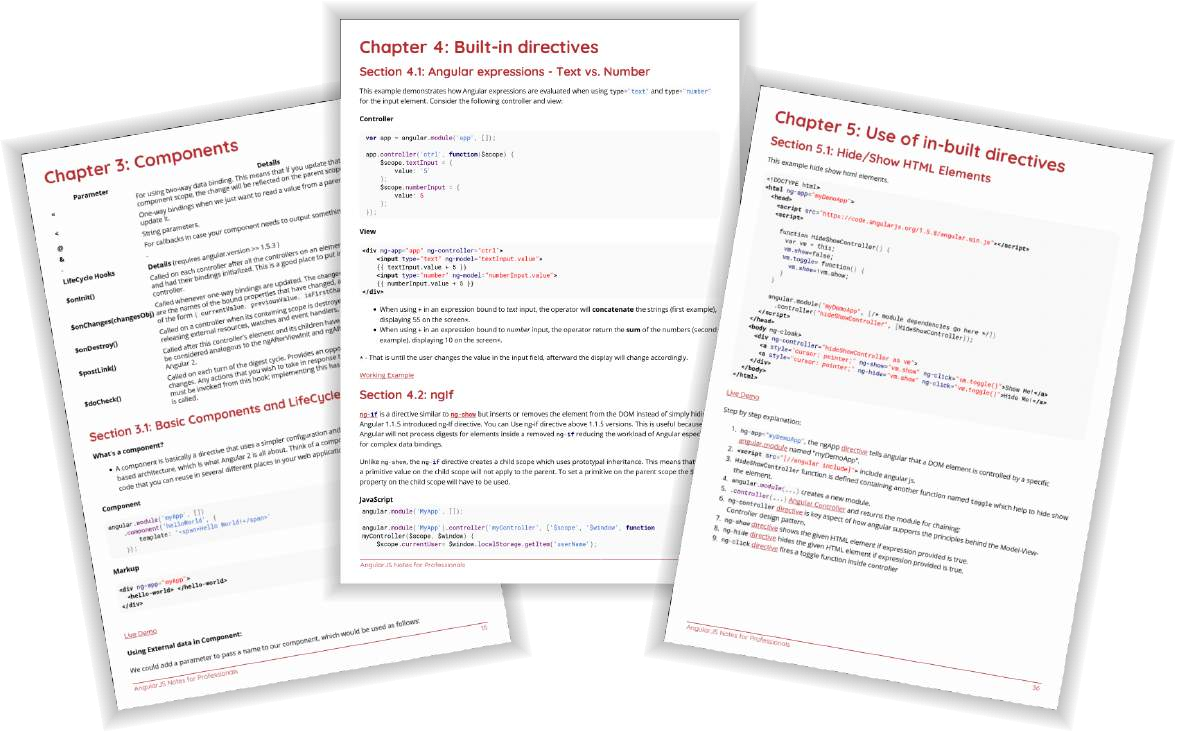 Chapter 3: Components
Parameter Details
= For using two-way data binding. This means that if you update that
component scope, the change will be reflected on the parent scope
< One-way bindings when we just want to read a value from a parent
update it.
@ String parameters.
& For callbacks in case your component needs to output something
- -
LifeCycle Hooks Details (requires angular.version >= 1.5.3 )
$onInit() Called on each controller after all the controllers on an element
and had their bindings initialized. This is a good place to put
controller.
$onChanges(changesObj) Called whenever one-way bindings are updated. The
are the names of the bound properties that have changed,
of the form { currentValue, previousValue,
$onDestroy() Called on a controller when its containing scope is destroyed
releasing external resources, watches and event handlers.
$postLink() Called after this controller's element and its children have
be considered analogous to the ngAfterViewInit and
Angular 2.
$doCheck() Called on each turn of the digest cycle. Provides an
changes. Any actions that you wish to take in response
must be invoked from this hook; implementing this has
is called.
Section 3.1: Basic Components and LifeCycle
What's a component?
• A component is basically a directive that uses a simpler configuration and
based architecture, which is what Angular 2 is all about. Think of a
code that you can reuse in several different places in your web
Component
angular.module('myApp', [])
.component('helloWorld', {
template: '<span>Hello World!</span>'
});
Markup
<div ng-app="myApp">
<hello-world> </hello-world>
</div>
Live Demo
Using External data in Component:
We could add a parameter to pass a name to our component, which would be used as follows:
AngularJS Notes for Professionals 15
Chapter 4: Built-in directives
Section 4.1: Angular expressions - Text vs. Number
This example demonstrates how Angular expressions are evaluated when using type="text" and type="number"
for the input element. Consider the following controller and view:
Controller
var app = angular.module('app', []);
app.controller('ctrl', function($scope) {
$scope.textInput = {
value: '5'
};
$scope.numberInput = {
value: 5
};
});
View
<div ng-app="app" ng-controller="ctrl">
<input type="text" ng-model="textInput.value">
{{ textInput.value + 5 }}
<input type="number" ng-model="numberInput.value">
{{ numberInput.value + 5 }}
</div>
• When using + in an expression bound to text input, the operator will concatenate the strings (first example),
displaying 55 on the screen*.
• When using + in an expression bound to number input, the operator return the sum of the numbers (second
example), displaying 10 on the screen*.
* - That is until the user changes the value in the input field, afterward the display will change accordingly.
Working Example
Section 4.2: ngIf
ng-if is a directive similar to ng-show but inserts or removes the element from the DOM instead of simply
Angular 1.1.5 introduced ng-If directive. You can Use ng-if directive above 1.1.5 versions. This is useful because
Angular will not process digests for elements inside a removed ng-if reducing the workload of Angular
for complex data bindings.
Unlike ng-show, the ng-if directive creates a child scope which uses prototypal inheritance. This means that
a primitive value on the child scope will not apply to the parent. To set a primitive on the parent scope the
property on the child scope will have to be used.
JavaScript
angular.module('MyApp', []);
angular.module('MyApp').controller('myController', ['$scope', '$window', function
myController($scope, $window) {
$scope.currentUser= $window.localStorage.getItem('userName');
AngularJS Notes for Professionals
Chapter 5: Use of in-built directives
Section 5.1: Hide/Show HTML Elements
This example hide show html elements.
<!DOCTYPE html>
<html ng-app="myDemoApp">
<head>
<script src="https://code.angularjs.org/1.5.8/angular.min.js"></script>
<script>
function HideShowController() {
var vm = this;
vm.show=false;
vm.toggle= function() {
vm.show=!vm.show;
}
}
angular.module("myDemoApp", [/* module dependencies go here */])
.controller("hideShowController", [HideShowController]);
</script>
</head>
<body ng-cloak>
<div ng-controller="hideShowController as vm">
<a style="cursor: pointer;" ng-show="vm.show" ng-click="vm.toggle()">Show Me!</a>
<a style="cursor: pointer;" ng-hide="vm.show" ng-click="vm.toggle()">Hide Me!</a>
</div>
</body>
</html>
Live Demo
Step by step explanation:
1. ng-app="myDemoApp", the ngApp directive tells angular that a DOM element is controlled by a specific
angular.module named "myDemoApp".
2. <script src="[//angular include]"> include angular js.
3. HideShowController function is defined containing another function named toggle which help to hide show
the element.
4. angular.module(...) creates a new module.
5. .controller(...) Angular Controller and returns the module for chaining;
6. ng-controller directive is key aspect of how angular supports the principles behind the Model-View-
Controller design pattern.
7. ng-show directive shows the given HTML element if expression provided is true.
8. ng-hide directive hides the given HTML element if expression provided is true.
9. ng-click directive fires a toggle function inside controller
AngularJS Notes for Professionals 36